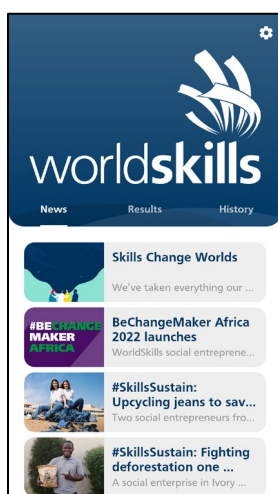 worldskills
News Results History
Skills Change Worlds
We've taken everything our ...
#BECHANGE
MAKER
AFRICA
BeChangeMaker Africa
2022 launches
WorldSkills social entreprene...
#SkillsSustain:
Upcycling jeans to sav...
Two social entrepreneurs fro...
#SkillsSustain: Fighting
deforestation one ...
A social enterprise in Ivory ...